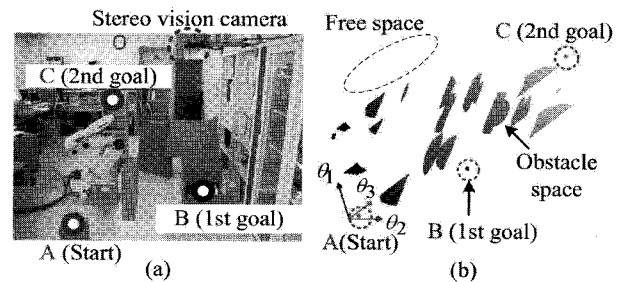 Stereo vision camera
C (2nd goal)
B (1st goal)
A (Start)
(a)
Free space
C (2nd goal)
Obstacle
space
θ1
θ3
θ2
A(Start)
B (1st goal)
(b)